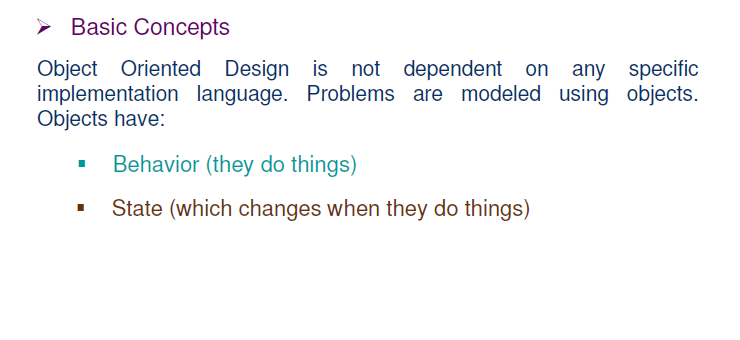 Basic Concepts
Object Oriented Design is not dependent on any specific
implementation language. Problems are modeled using objects.
Objects have:
Behavior (they do things)
State (which changes when they do things)